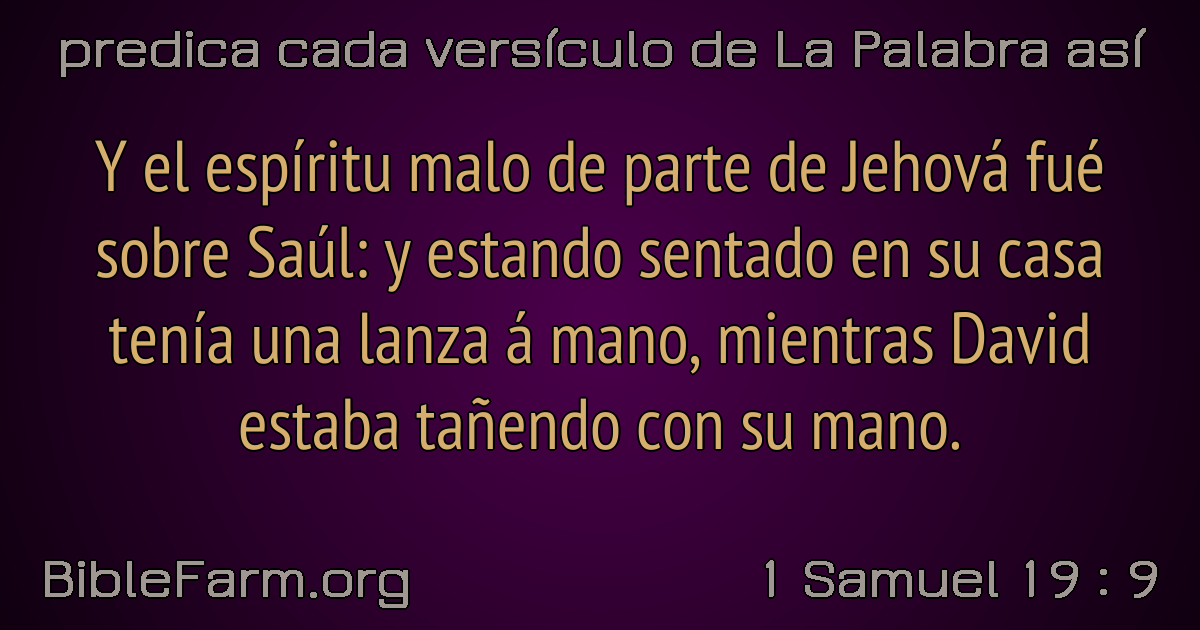 predica cada versículo de La Palabra así
Y el espíritu malo de parte de Jehová fué
sobre Saúl: y estando sentado en su casa
tenía una lanza á mano, mientras David
estaba tañendo con su mano.
BibleFarm.org
1 Samuel 19 : 9